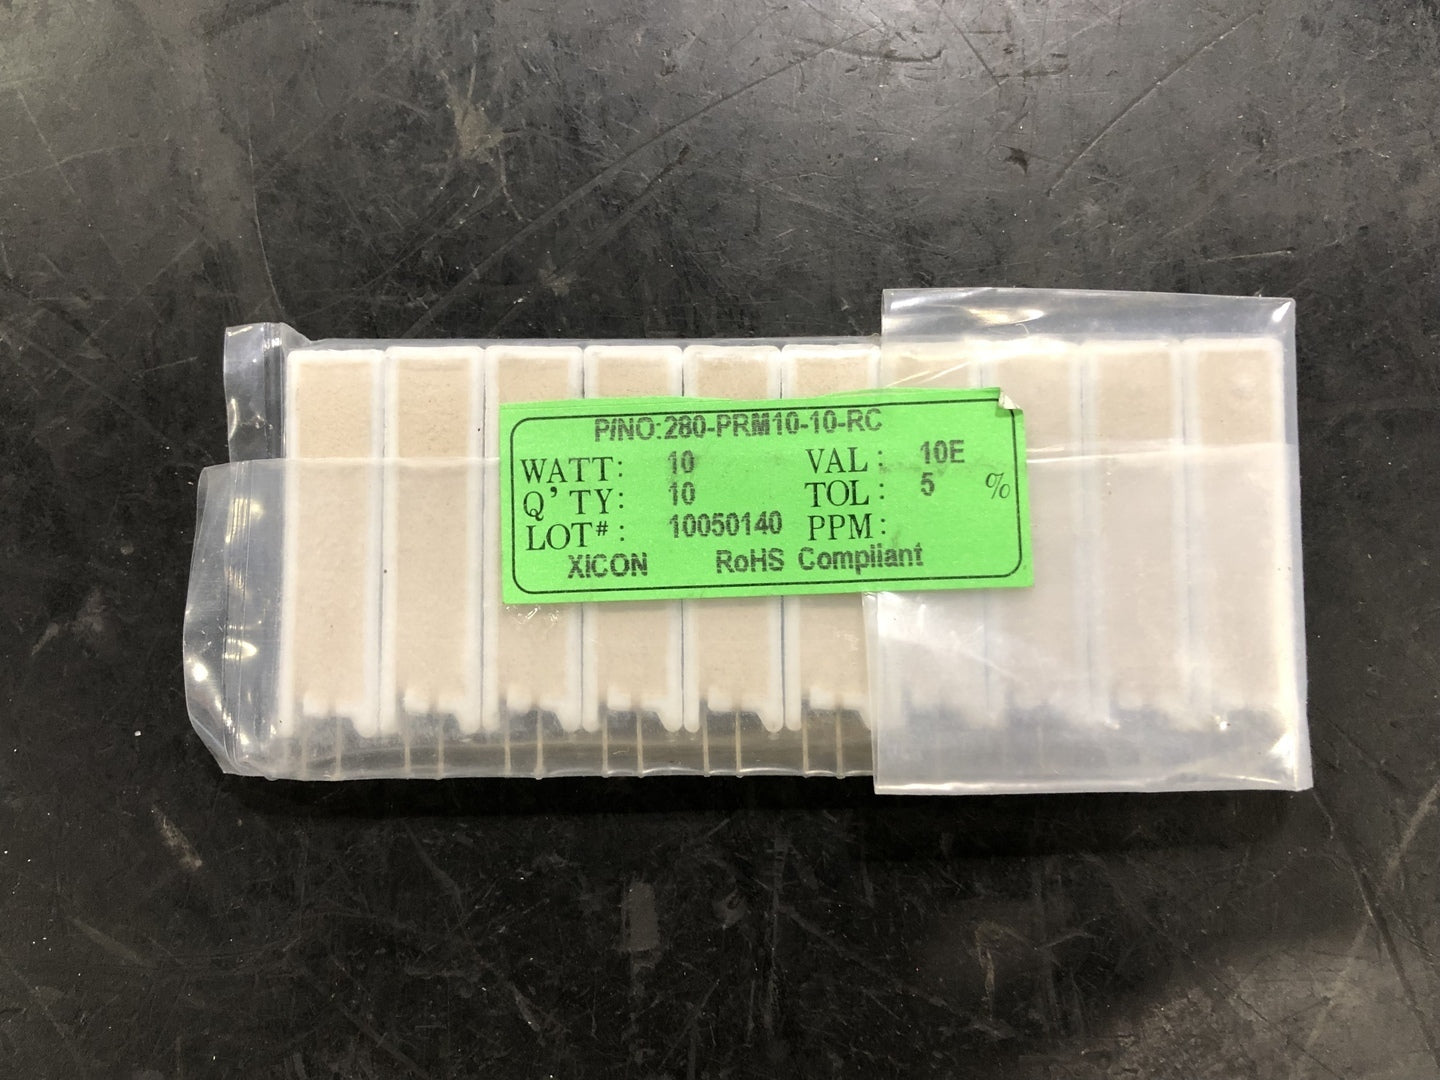 P/NO:280-PRM10-10-RC
WATT: 10 VAL: 10E
Q'TY: 10 TOL: 5 %
LOT#: 10050140 PPM:
XICON RoHS Compliant